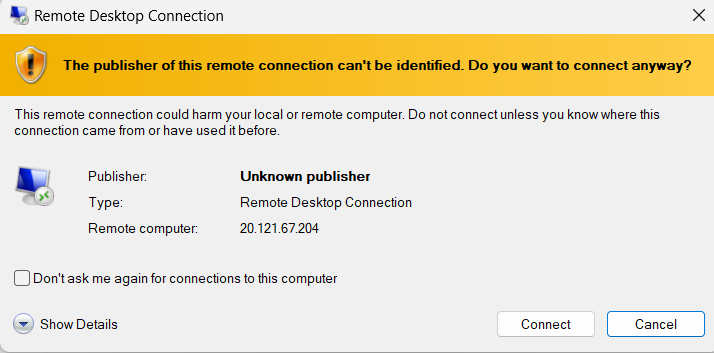 Remote Desktop Connection
The publisher of this remote connection can't be identified. Do you want to connect anyway?
This remote connection could harm your local or remote computer. Do not connect unless you know where this
connection came from or have used it before.
Publisher: Unknown publisher
Type: Remote Desktop Connection
Remote computer: 20.121.67.204
Don't ask me again for connections to this computer
Show Details Connect Cancel